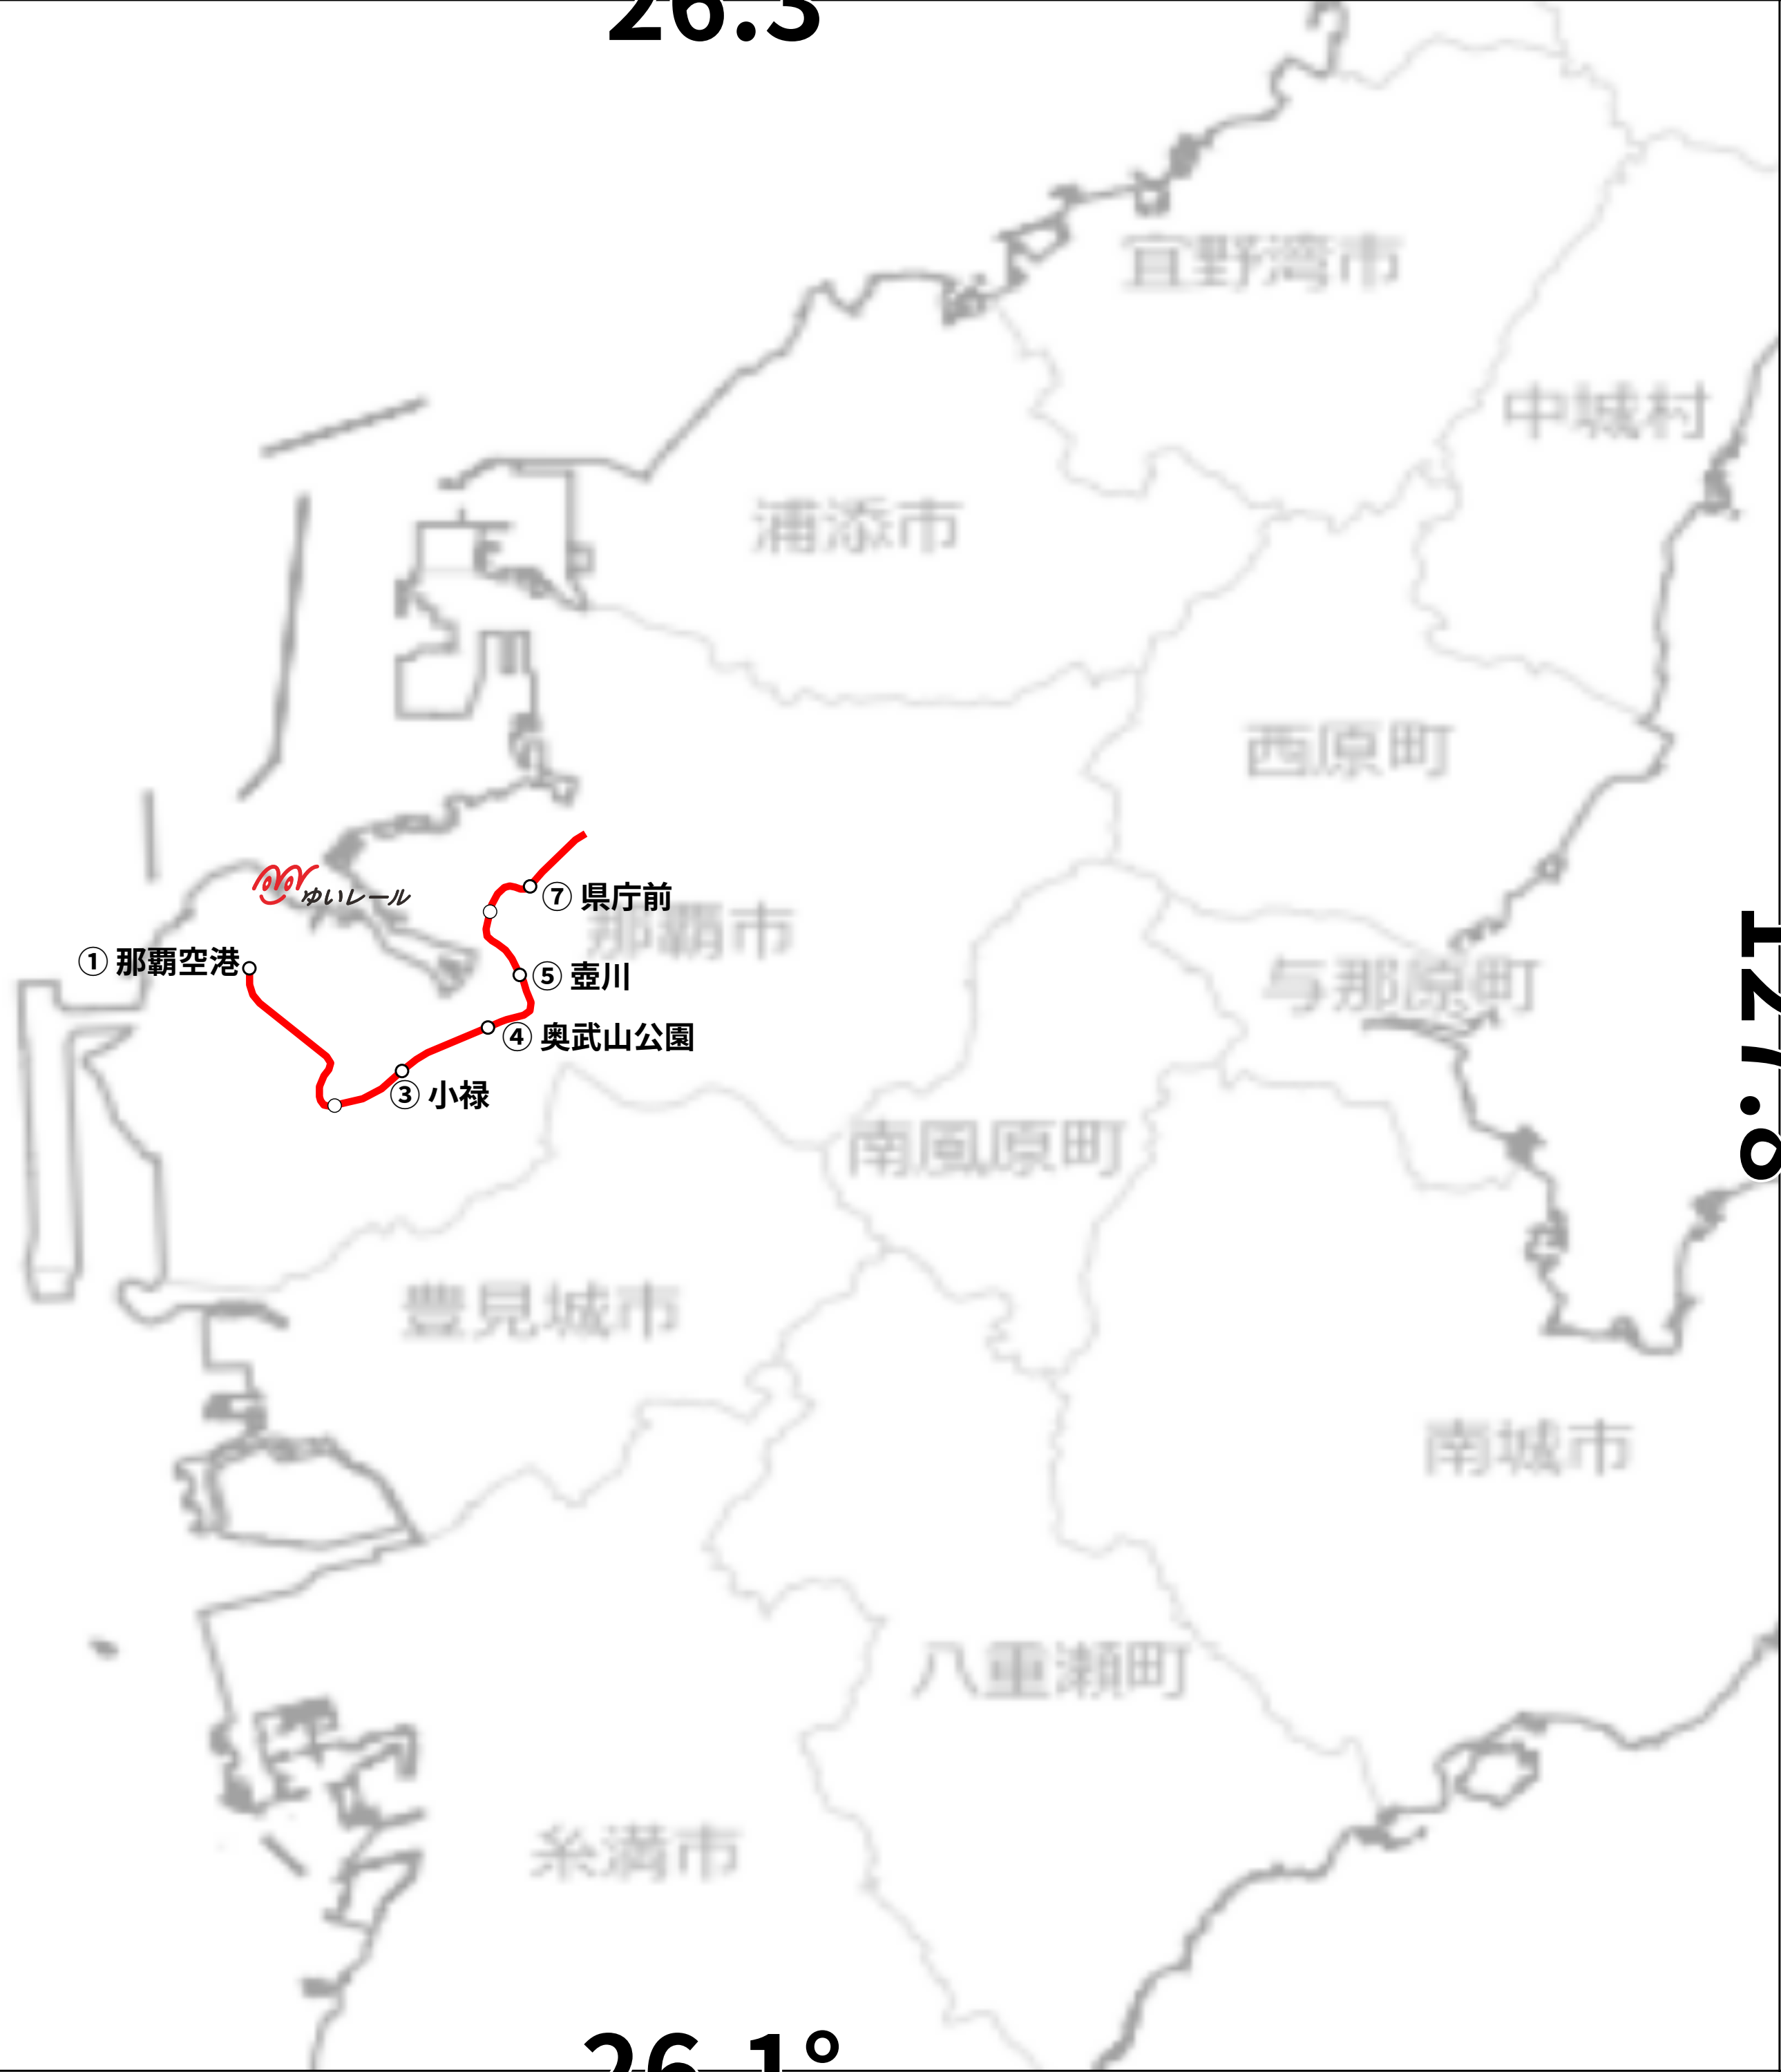 26.3
宜野湾市
中城村
浦添市
西原町
ゆいレール
⑦ 県庁前
那覇市
① 那覇空港
⑤ 壺川
与那原町
④ 奥武山公園
③ 小禄
127.8
南風原町
豊見城市
南城市
八重瀬町
糸満市
26.1°